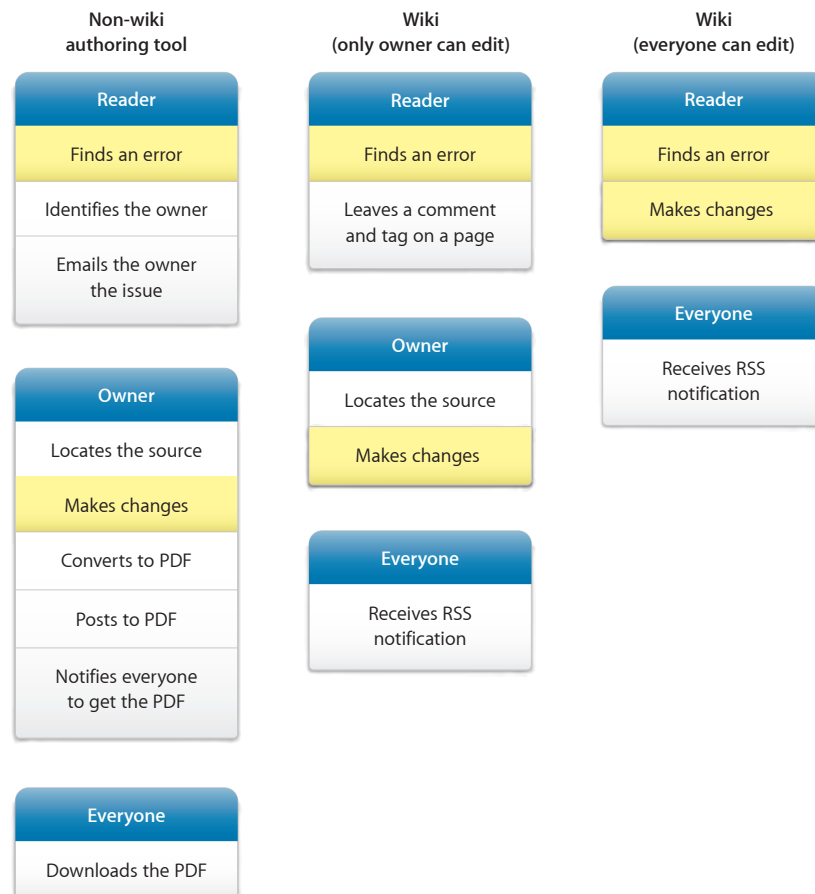 Non-wiki
authoring tool
Reader
Finds an error
Identifies the owner
Emails the owner
the issue
Owner
Locates the source
Makes changes
Converts to PDF
Posts to PDF
Notifies everyone
to get the PDF
Everyone
Downloads the PDF
Wiki
(only owner can edit)
Reader
Finds an error
Leaves a comment
and tag on a page
Owner
Locates the source
Makes changes
Everyone
Receives RSS
notification
Wiki
(everyone can edit)
Reader
Finds an error
Makes changes
Everyone
Receives RSS
notification